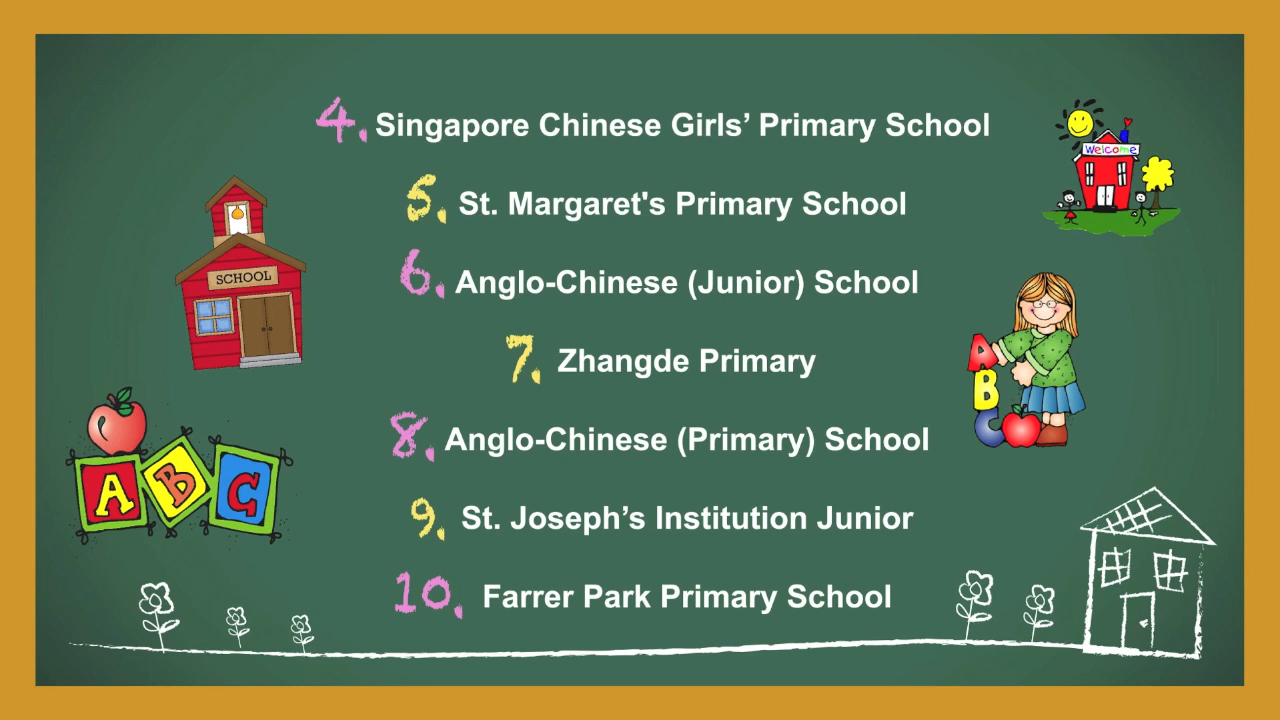 4. Singapore Chinese Girls’ Primary School
Welcome
5. St. Margaret's Primary School
SCHOOL
6. Anglo-Chinese (Junior) School
7. Zhangde Primary
A
B
C
8. Anglo-Chinese (Primary) School
A B C
9. St. Joseph’s Institution Junior
10. Farrer Park Primary School